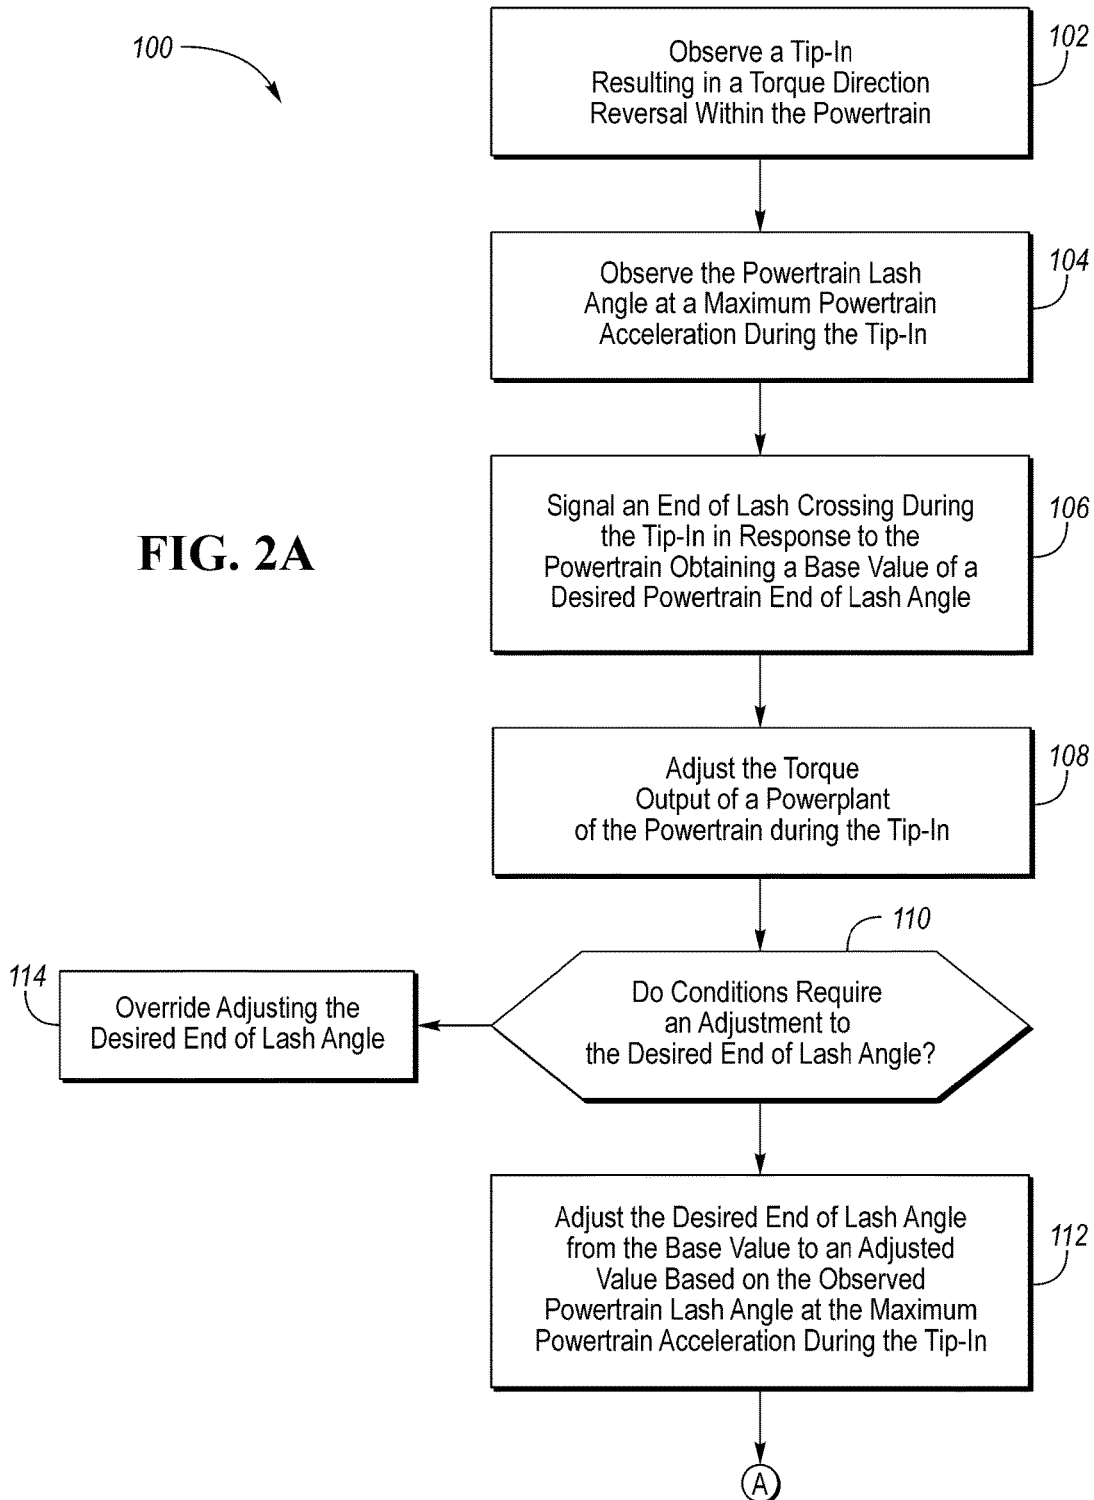 100
Observe a Tip-In
Resulting in a Torque Direction
Reversal Within the Powertrain
102
Observe the Powertrain Lash
Angle at a Maximum Powertrain
Acceleration During the Tip-In
104
Signal an End of Lash Crossing During
the Tip-In in Response to the
Powertrain Obtaining a Base Value of a
Desired Powertrain End of Lash Angle
106
FIG. 2A
Adjust the Torque
Output of a Powerplant
of the Powertrain during the Tip-In
108
110
Do Conditions Require
an Adjustment to
the Desired End of Lash Angle?
114
Override Adjusting the
Desired End of Lash Angle
Adjust the Desired End of Lash Angle
from the Base Value to an Adjusted
Value Based on the Observed
Powertrain Lash Angle at the Maximum
Powertrain Acceleration During the Tip-In
112
A